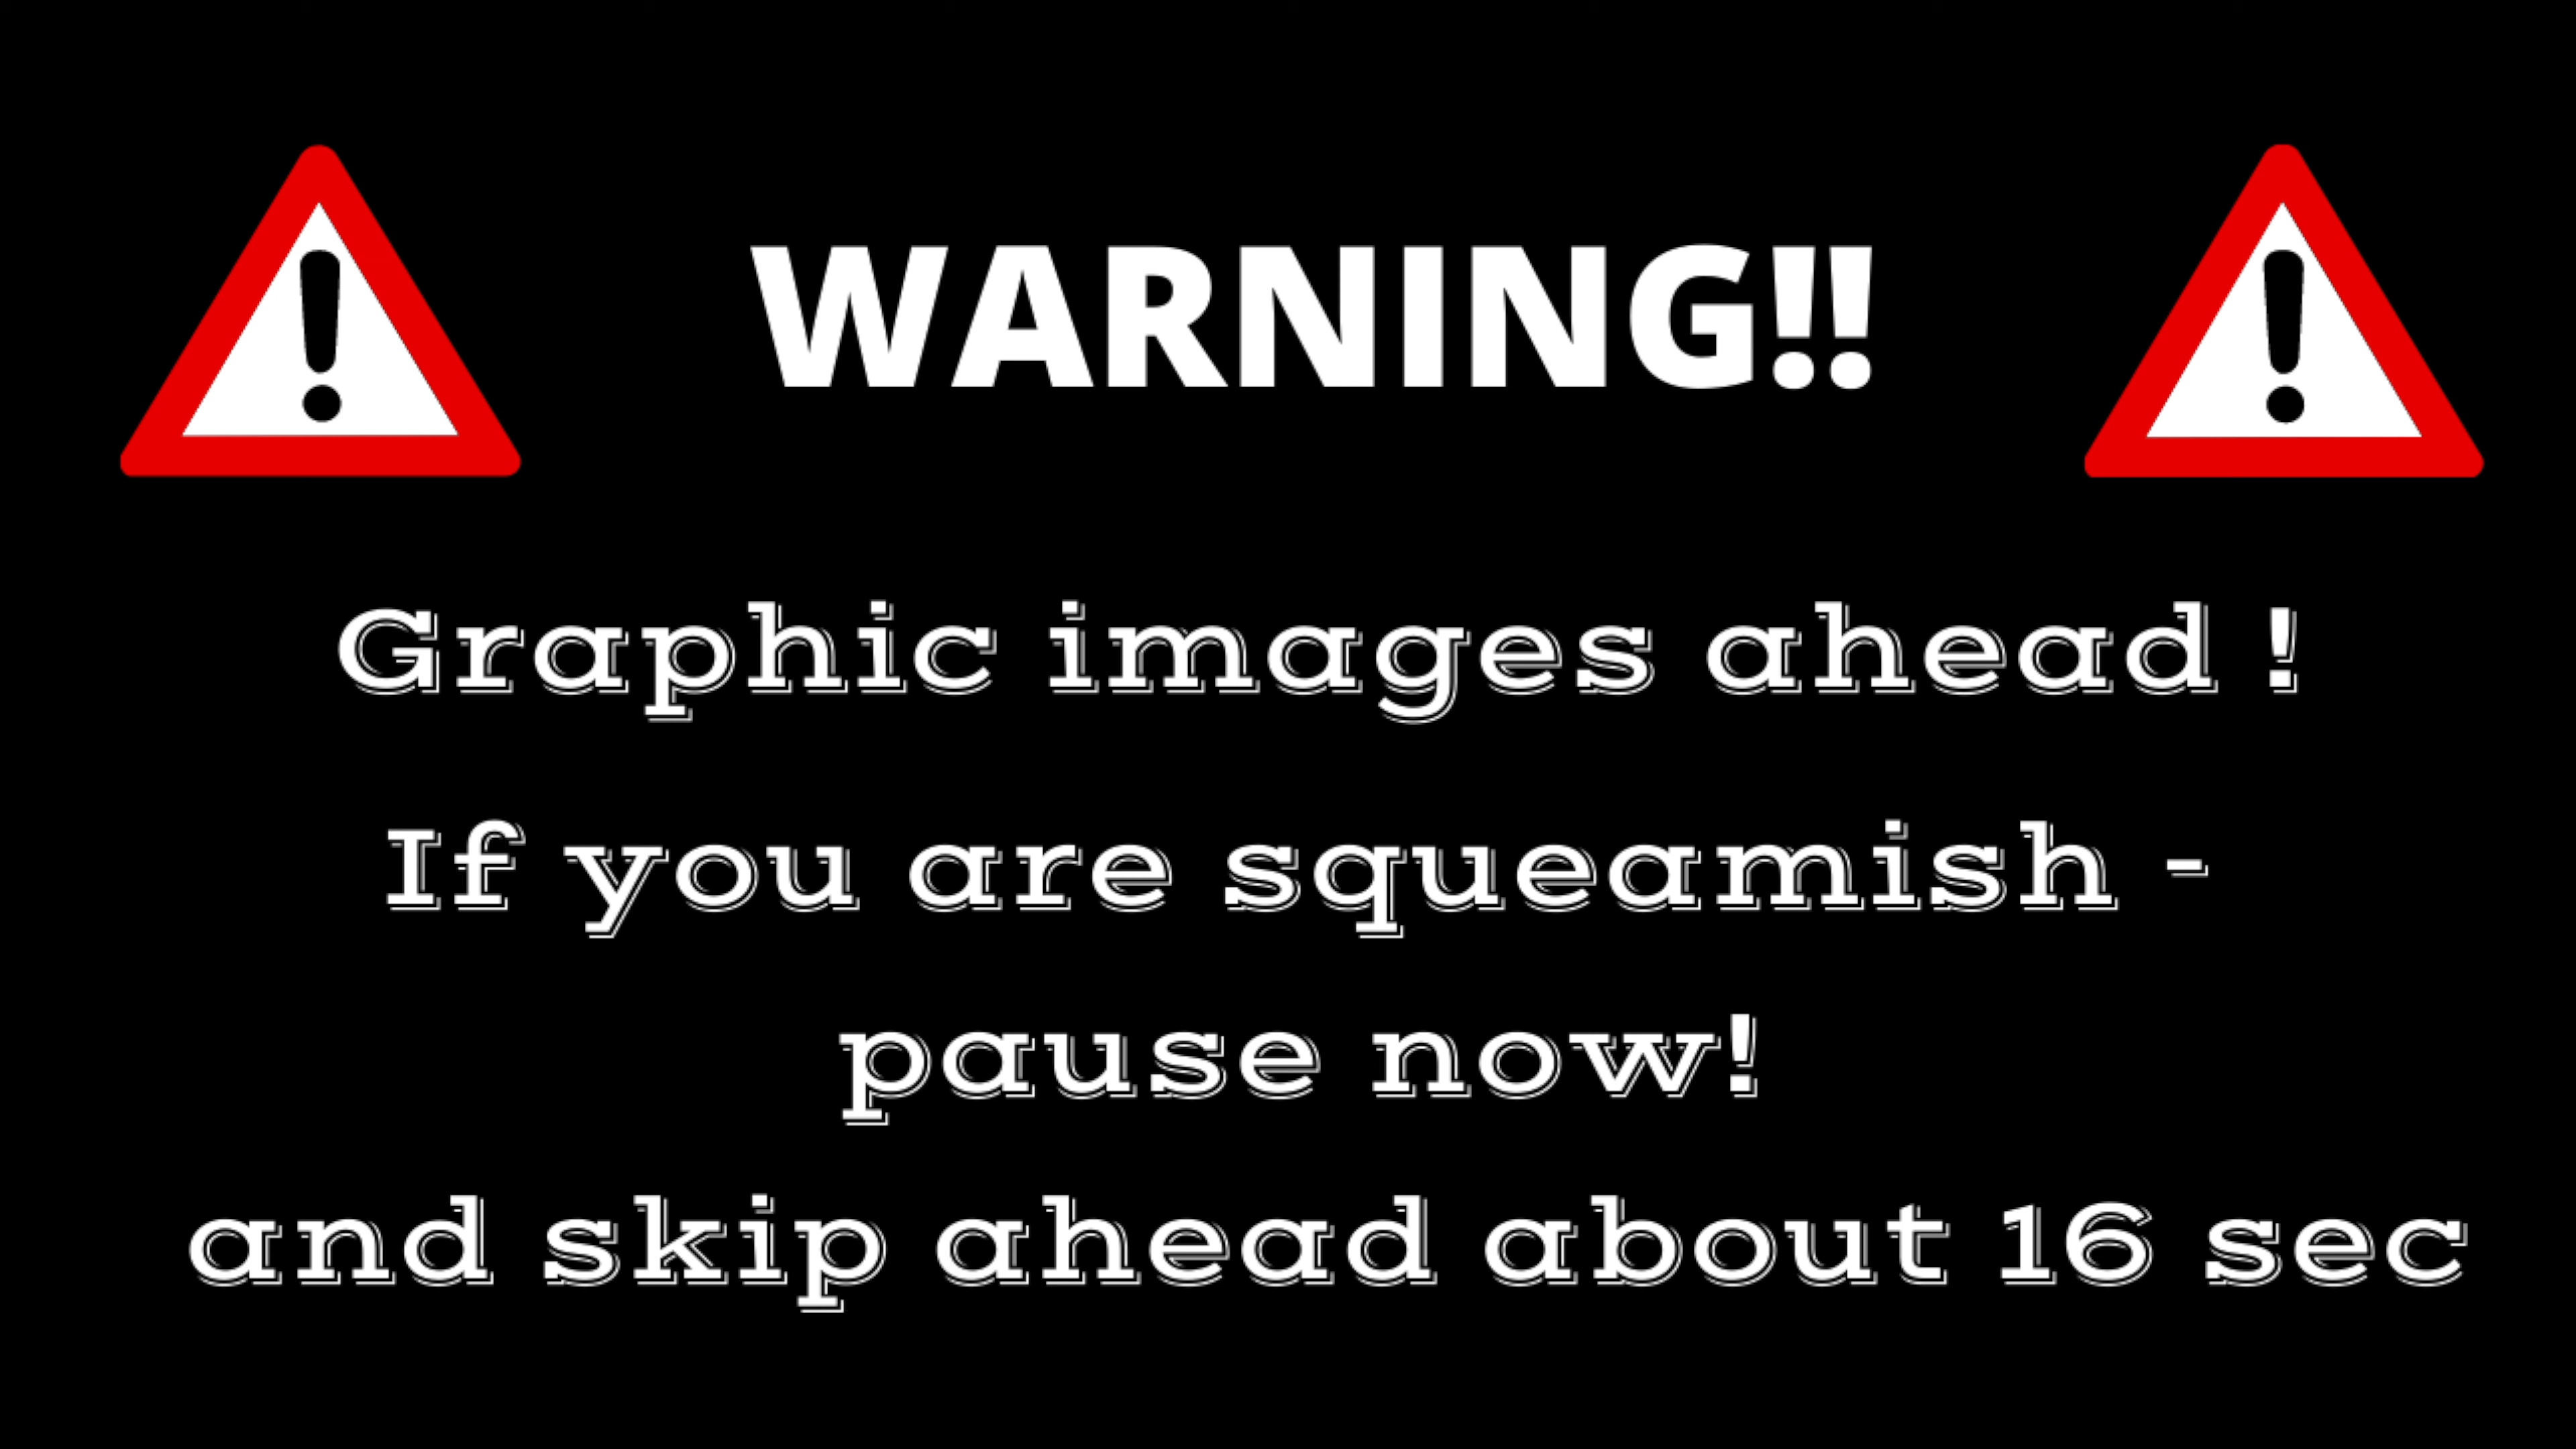 WARNING!!
Graphic images ahead !
If you are squeamish -
pause now!
and skip ahead about 16 sec